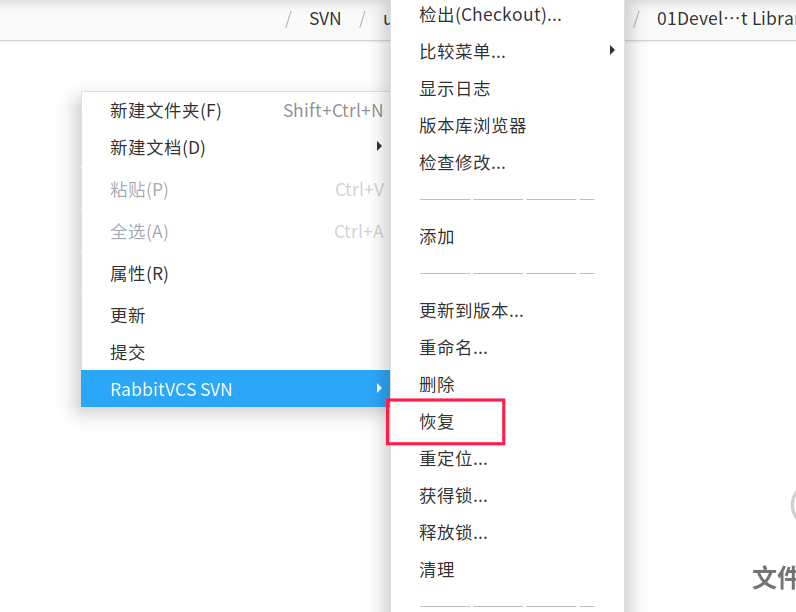 / SVN /
/ 01Devel…t
新建文件夹(F) Shift+Ctrl+N
新建文档(D)
粘贴(P) Ctrl+V
全选(A) Ctrl+A
属性(R)
更新
提交
RabbitVCS SVN
检出(Checkout)...
比较菜单...
显示日志
版本库浏览器
检查修改...
添加
更新到版本...
重命名...
删除
恢复
重定位...
获得锁...
释放锁...
清理
文件